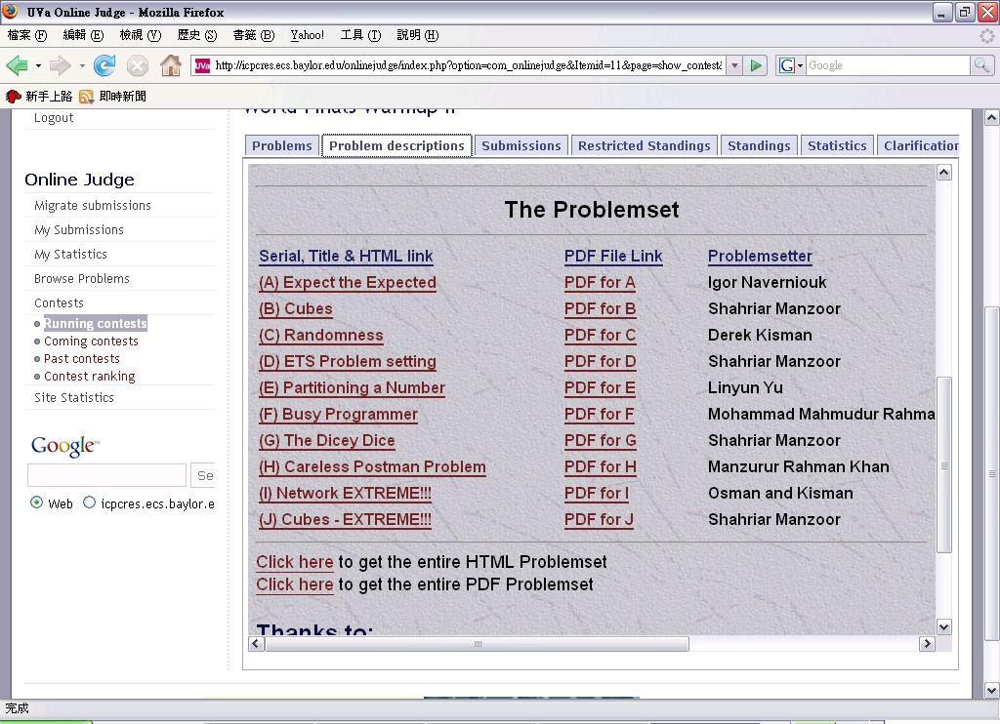 UVa Online Judge - Mozilla Firefox
檔案 (F) 編輯 (E) 檢視 (V) 歷史 (S) 書籤 (B) Yahoo! 工具 (T) 說明 (H)
UVa http://icpcres.ecs.baylor.edu/onlinejudge/index.php?option=com_onlinejudge&Itemid=11&page=show_contest& G Google
新手上路 即時新聞
Logout
World Finals Warmup II
Problems Problem descriptions Submissions Restricted Standings Standings Statistics Clarification
Online Judge
Migrate submissions
My Submissions
My Statistics
Browse Problems
Contests
Running contests
Coming contests
Past contests
Contest ranking
Site Statistics
Google™
Se
Web icpcres.ecs.baylor.e
The Problemset
Serial, Title & HTML link PDF File Link Problemsetter
(A) Expect the Expected PDF for A Igor Naverniouk
(B) Cubes PDF for B Shahriar Manzoor
(C) Randomness PDF for C Derek Kisman
(D) ETS Problem setting PDF for D Shahriar Manzoor
(E) Partitioning a Number PDF for E Linyun Yu
(F) Busy Programmer PDF for F Mohammad Mahmudur Rahma
(G) The Dicey Dice PDF for G Shahriar Manzoor
(H) Careless Postman Problem PDF for H Manzurur Rahman Khan
(I) Network EXTREME!!! PDF for I Osman and Kisman
(J) Cubes - EXTREME!!! PDF for J Shahriar Manzoor
Click here to get the entire HTML Problemset
Click here to get the entire PDF Problemset
Thanks to:
完成